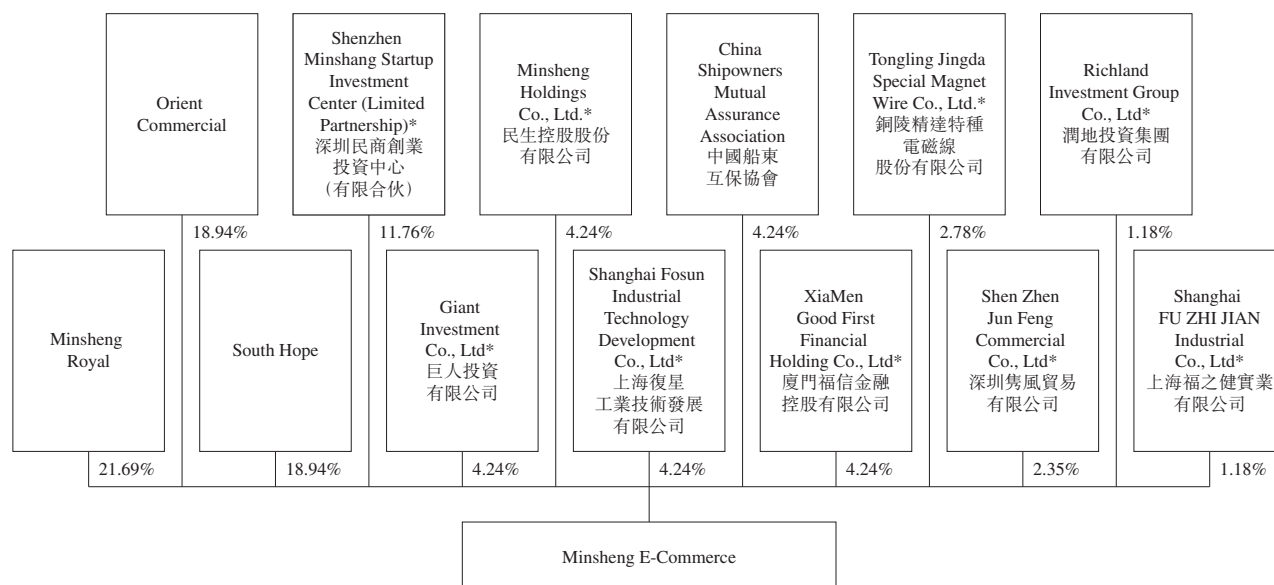 Orient
Commercial
Shenzhen
Minshang Startup
Investment
Center (Limited
Partnership)*
深圳民商創業
投資中心
(有限合伙)
Minsheng
Holdings
Co., Ltd.*
民生控股股份
有限公司
China
Shipowners
Mutual
Assurance
Association
中國船東
互保協會
Tongling Jingda
Special Magnet
Wire Co., Ltd.*
銅陵精達特種
電磁線
股份有限公司
Richland
Investment Group
Co., Ltd*
潤地投資集團
有限公司
18.94%
11.76%
4.24%
4.24%
2.78%
1.18%
Minsheng
Royal
South Hope
Giant
Investment
Co., Ltd*
巨人投資
有限公司
Shanghai Fosun
Industrial
Technology
Development
Co., Ltd*
上海復星
工業技術發展
有限公司
XiaMen
Good First
Financial
Holding Co., Ltd*
廈門福信金融
控股有限公司
Shen Zhen
Jun Feng
Commercial
Co., Ltd*
深圳隽風貿易
有限公司
Shanghai
FU ZHI JIAN
Industrial
Co., Ltd*
上海福之健實業
有限公司
21.69%
18.94%
4.24%
4.24%
4.24%
2.35%
1.18%
Minsheng E-Commerce